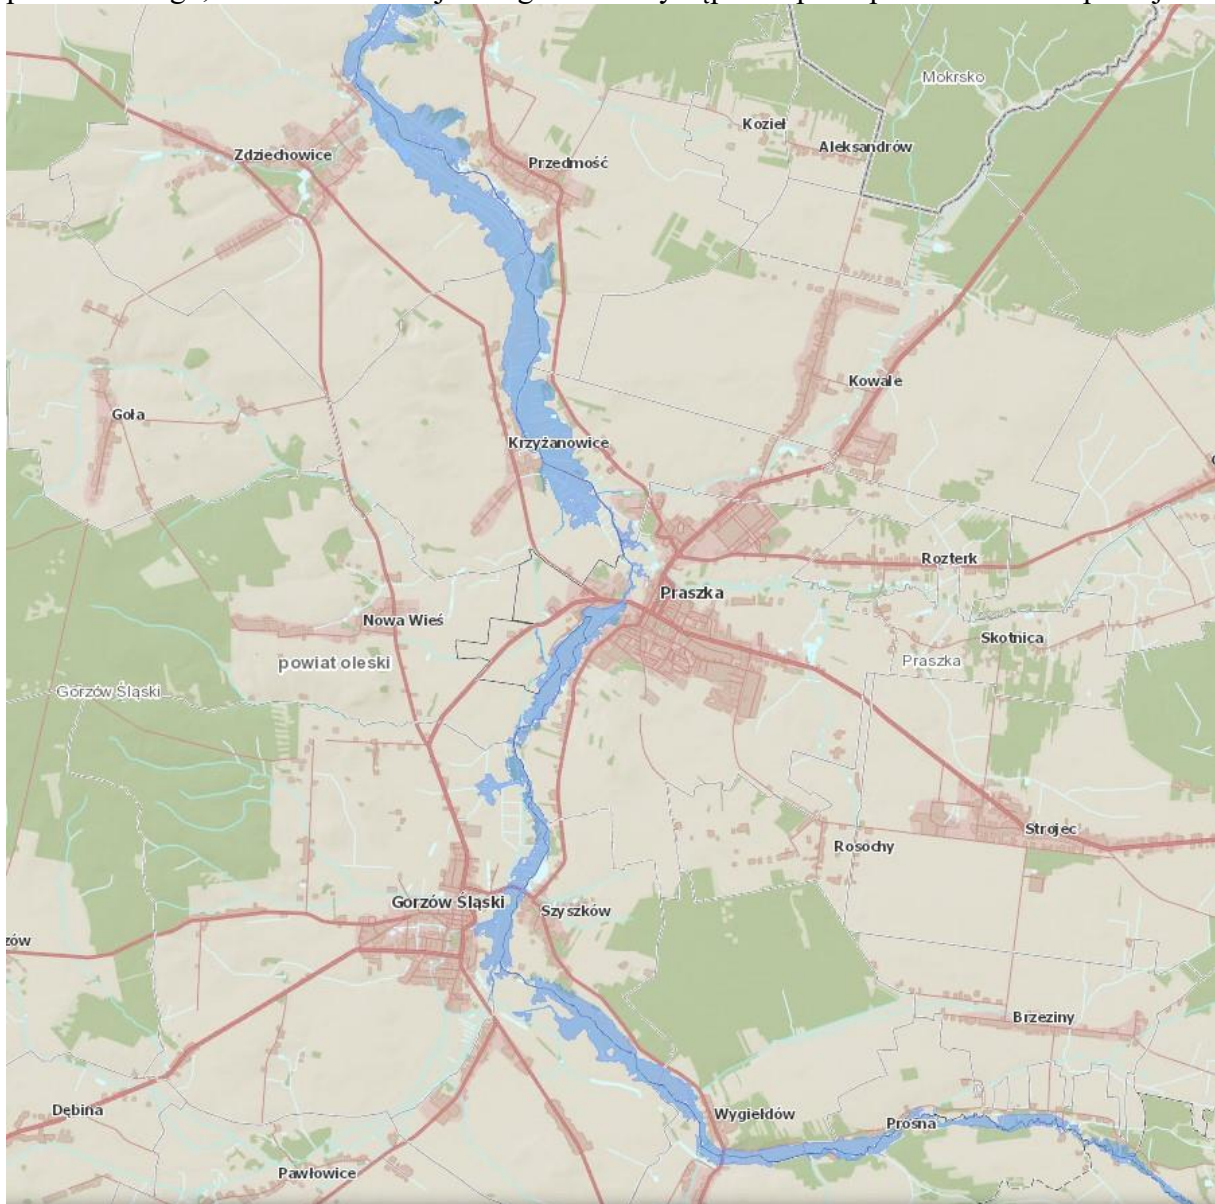 Mokrsko
Kozieł
Aleksandrów
Zdziechowice
Przedmość
Kowale
Goła
Krzyżanowice
Rozterk
Praszka
Nowa Wieś
Skotnica
powiat oleski
Praszka
Gorzów Śląski
Strojec
Rosochy
Gorzów Śląski
Szyszków
zów
Brzeziny
Dębina
Wygiełdów
Prosna
Pawłowice